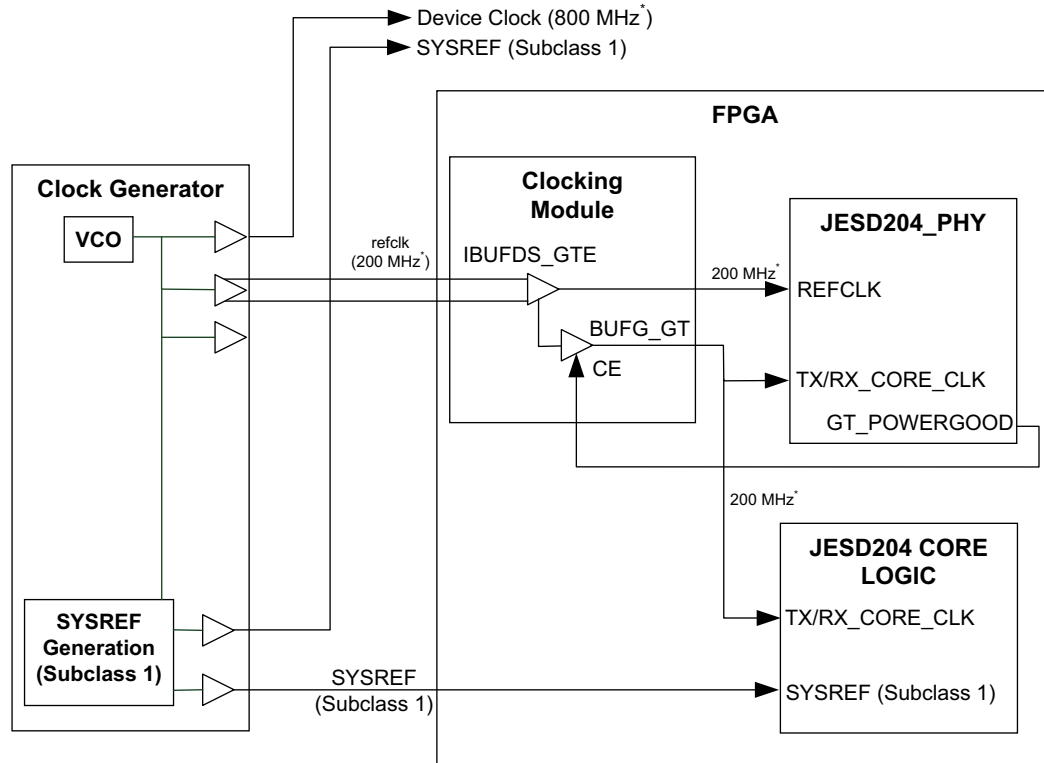 Device Clock (800 MHz*)
SYSREF (Subclass 1)
FPGA
Clock Generator
VCO
refclk
(200 MHz*)
Clocking
Module
IBUFDS_GTE
BUFG_GT
CE
200 MHz*
JESD204_PHY
REFCLK
TX/RX_CORE_CLK
GT_POWERGOOD
200 MHz*
JESD204 CORE
LOGIC
TX/RX_CORE_CLK
SYSREF (Subclass 1)
SYSREF
Generation
(Subclass 1)
SYSREF
(Subclass 1)